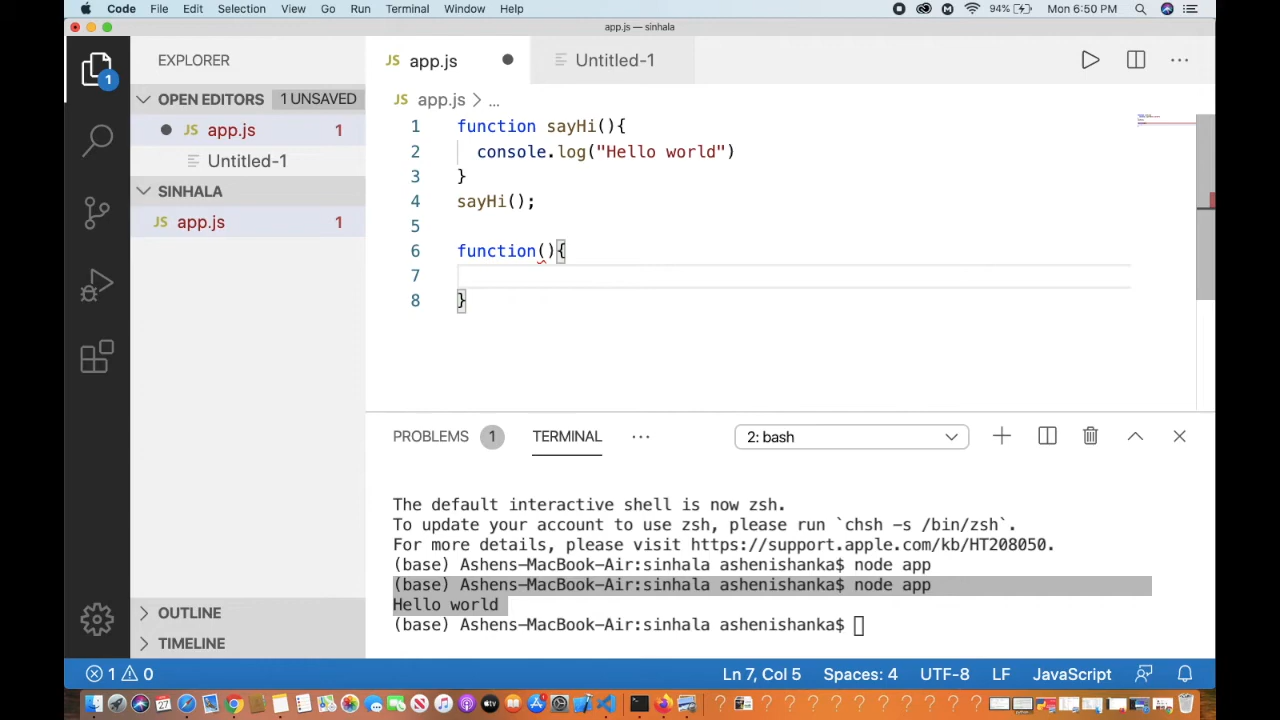 Code File Edit Selection View Go Run Terminal Window Help 94% Mon 6:50 PM
app.js — sinhala
EXPLORER
OPEN EDITORS 1 UNSAVED
JS app.js 1
Untitled-1
SINHALA
JS app.js 1
OUTLINE
TIMELINE
1
JS app.js Untitled-1
JS app.js > ...
1 function sayHi(){
2 console.log("Hello world")
3 }
4 sayHi();
5
6 function(){
7
8 }
PROBLEMS 1 TERMINAL ... 2: bash
The default interactive shell is now zsh.
To update your account to use zsh, please run `chsh -s /bin/zsh`.
For more details, please visit https://support.apple.com/kb/HT208050.
(base) Ashens-MacBook-Air:sinhala ashenishanka$ node app
(base) Ashens-MacBook-Air:sinhala ashenishanka$ node app
Hello world
(base) Ashens-MacBook-Air:sinhala ashenishanka$
1 0 Ln 7, Col 5 Spaces: 4 UTF-8 LF JavaScript